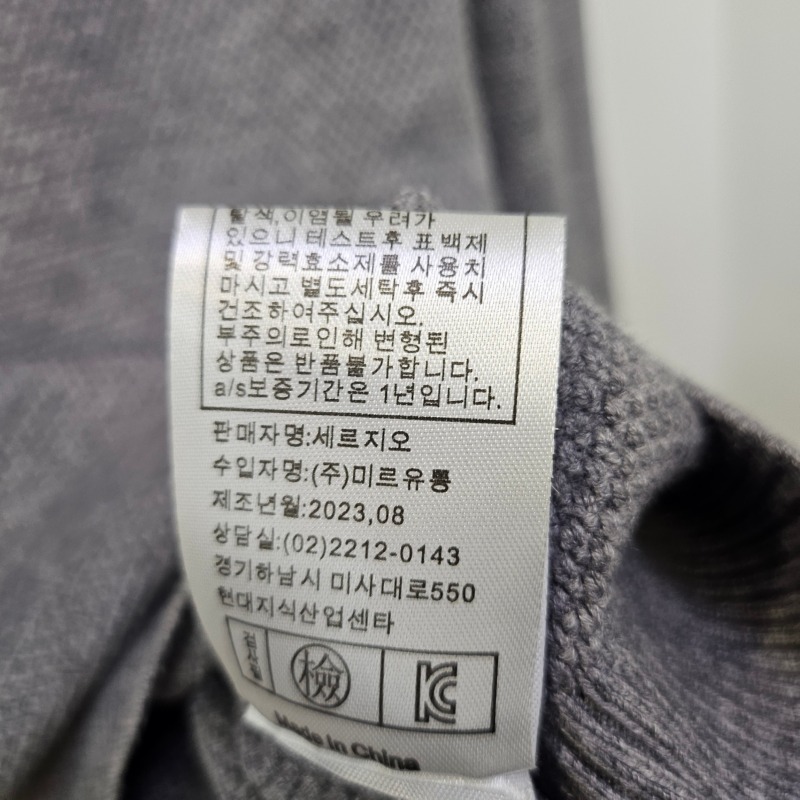 탈색,이염될 우려가
있으니 테스트후 표백제
및 강력효소제를 사용치
마시고 별도세탁후 즉시
건조하여주십시오.
부주의로인해 변형된
상품은 반품불가합니다.
a/s보증기간은 1년입니다.
판매자명:세르지오
수입자명:(주)미르유통
제조년월:2023,08
상담실:(02)2212-0143
경기하남시 미사대로550
현대지식산업센타
검사필
檢
KC
Made In China